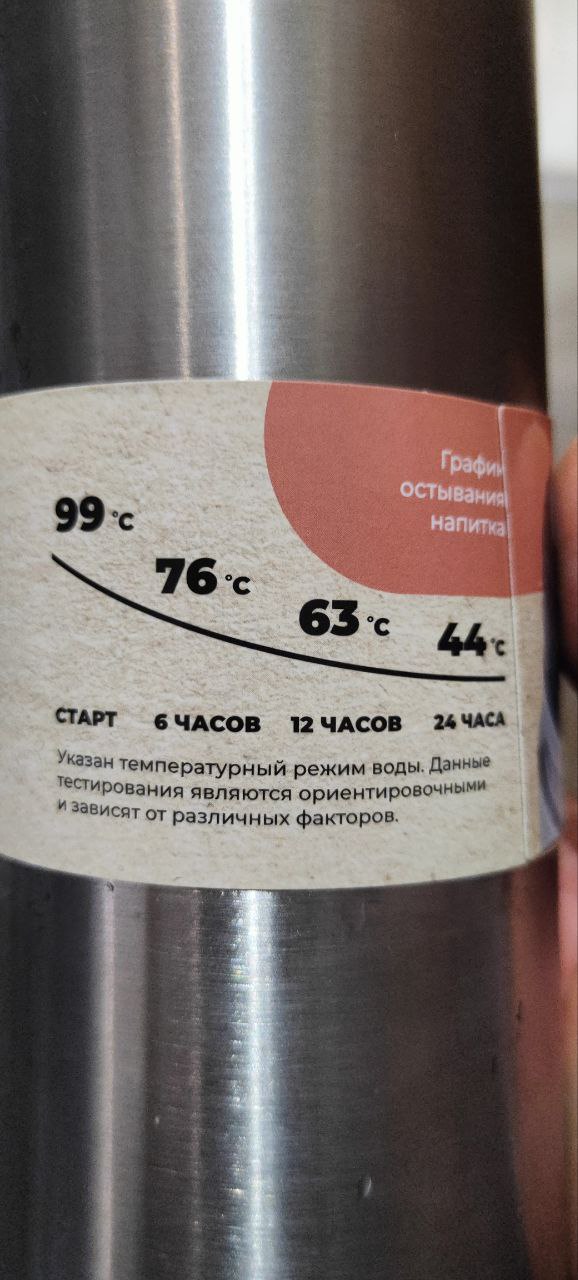 График
остывания
напитка
99 °C
76 °C
63 °C
44 °C
СТАРТ 6 ЧАСОВ 12 ЧАСОВ 24 ЧАСА
Указан температурный режим воды. Данные
тестирования являются ориентировочными
и зависят от различных факторов.